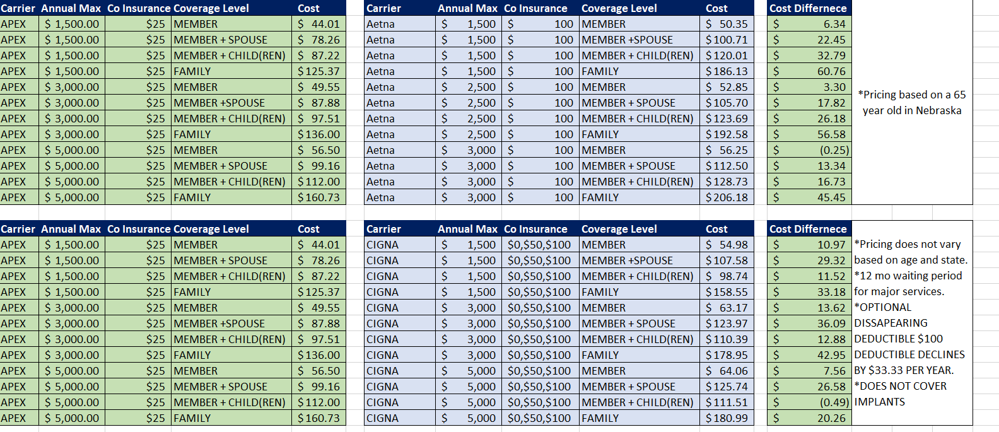 Carrier Annual Max Co Insurance Coverage Level Cost Carrier Annual Max Co Insurance Coverage Level Cost Cost Differnece
APEX $ 1,500.00 $25 MEMBER $ 44.01 Aetna $ 1,500 $ 100 MEMBER $ 50.35 $ 6.34
APEX $ 1,500.00 $25 MEMBER + SPOUSE $ 78.26 Aetna $ 1,500 $ 100 MEMBER +SPOUSE $100.71 $ 22.45
APEX $ 1,500.00 $25 MEMBER + CHILD(REN) $ 87.22 Aetna $ 1,500 $ 100 MEMBER + CHILD(REN) $120.01 $ 32.79
APEX $ 1,500.00 $25 FAMILY $125.37 Aetna $ 1,500 $ 100 FAMILY $186.13 $ 60.76
APEX $ 3,000.00 $25 MEMBER $ 49.55 Aetna $ 2,500 $ 100 MEMBER $ 52.85 $ 3.30
APEX $ 3,000.00 $25 MEMBER +SPOUSE $ 87.88 Aetna $ 2,500 $ 100 MEMBER + SPOUSE $105.70 $ 17.82
APEX $ 3,000.00 $25 MEMBER + CHILD(REN) $ 97.51 Aetna $ 2,500 $ 100 MEMBER + CHILD(REN) $123.69 $ 26.18
APEX $ 3,000.00 $25 FAMILY $136.00 Aetna $ 2,500 $ 100 FAMILY $192.58 $ 56.58
APEX $ 5,000.00 $25 MEMBER $ 56.50 Aetna $ 3,000 $ 100 MEMBER $ 56.25 $ (0.25)
APEX $ 5,000.00 $25 MEMBER + SPOUSE $ 99.16 Aetna $ 3,000 $ 100 MEMBER + SPOUSE $112.50 $ 13.34
APEX $ 5,000.00 $25 MEMBER + CHILD(REN) $112.00 Aetna $ 3,000 $ 100 MEMBER + CHILD(REN) $128.73 $ 16.73
APEX $ 5,000.00 $25 FAMILY $160.73 Aetna $ 3,000 $ 100 FAMILY $206.18 $ 45.45
*Pricing based on a 65
year old in Nebraska
Carrier Annual Max Co Insurance Coverage Level Cost Carrier Annual Max Co Insurance Coverage Level Cost Cost Differnece
APEX $ 1,500.00 $25 MEMBER $ 44.01 CIGNA $ 1,500 $0,$50,$100 MEMBER $ 54.98 $ 10.97
APEX $ 1,500.00 $25 MEMBER + SPOUSE $ 78.26 CIGNA $ 1,500 $0,$50,$100 MEMBER +SPOUSE $107.58 $ 29.32
APEX $ 1,500.00 $25 MEMBER + CHILD(REN) $ 87.22 CIGNA $ 1,500 $0,$50,$100 MEMBER + CHILD(REN) $ 98.74 $ 11.52
APEX $ 1,500.00 $25 FAMILY $125.37 CIGNA $ 1,500 $0,$50,$100 FAMILY $158.55 $ 33.18
APEX $ 3,000.00 $25 MEMBER $ 49.55 CIGNA $ 3,000 $0,$50,$100 MEMBER $ 63.17 $ 13.62
APEX $ 3,000.00 $25 MEMBER +SPOUSE $ 87.88 CIGNA $ 3,000 $0,$50,$100 MEMBER + SPOUSE $123.97 $ 36.09
APEX $ 3,000.00 $25 MEMBER + CHILD(REN) $ 97.51 CIGNA $ 3,000 $0,$50,$100 MEMBER + CHILD(REN) $110.39 $ 12.88
APEX $ 3,000.00 $25 FAMILY $136.00 CIGNA $ 3,000 $0,$50,$100 FAMILY $178.95 $ 42.95
APEX $ 5,000.00 $25 MEMBER $ 56.50 CIGNA $ 5,000 $0,$50,$100 MEMBER $ 64.06 $ 7.56
APEX $ 5,000.00 $25 MEMBER + SPOUSE $ 99.16 CIGNA $ 5,000 $0,$50,$100 MEMBER + SPOUSE $125.74 $ 26.58
APEX $ 5,000.00 $25 MEMBER + CHILD(REN) $112.00 CIGNA $ 5,000 $0,$50,$100 MEMBER + CHILD(REN) $111.51 $ (0.49)
APEX $ 5,000.00 $25 FAMILY $160.73 CIGNA $ 5,000 $0,$50,$100 FAMILY $180.99 $ 20.26
*Pricing does not vary
based on age and state.
*12 mo waiting period
for major services.
*OPTIONAL
DISSAPEARING
DEDUCTIBLE $100
DEDUCTIBLE DECLINES
BY $33.33 PER YEAR.
*DOES NOT COVER
IMPLANTS